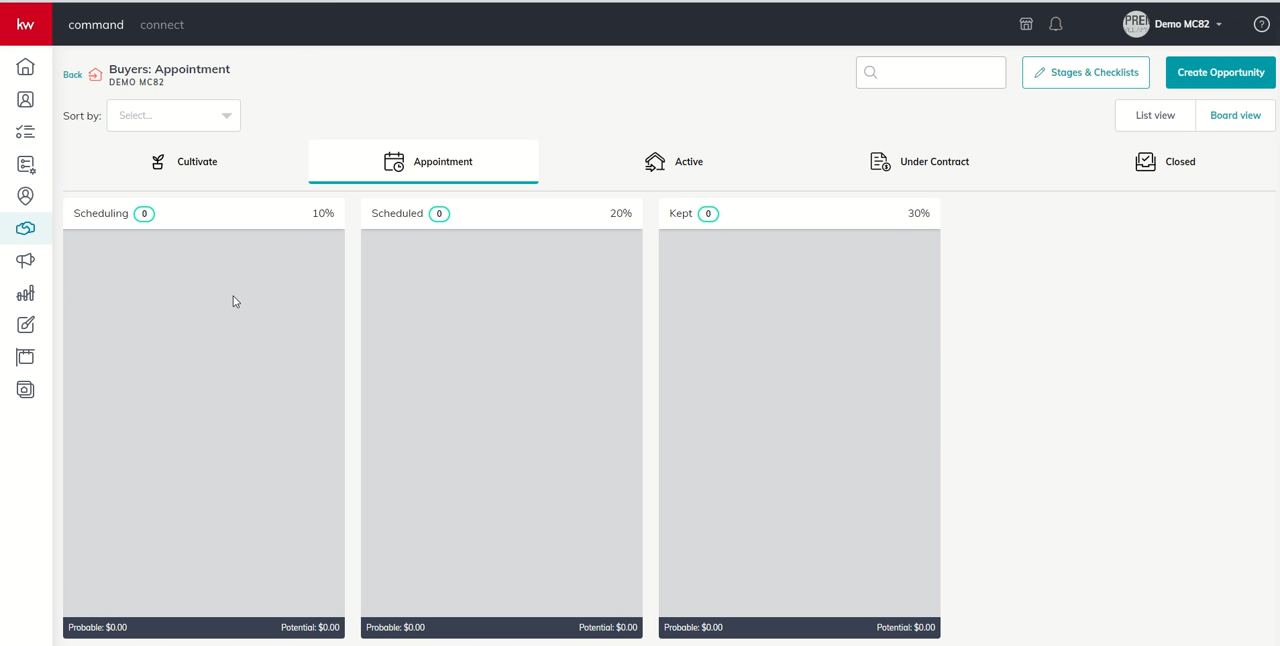 kw command connect Demo MC82
Back Buyers: Appointment
DEMO MC82
Stages & Checklists Create Opportunity
Sort by: Select... List view Board view
Cultivate Appointment Active Under Contract Closed
Scheduling 0 10% Scheduled 0 20% Kept 0 30%
Probable: $0.00 Potential: $0.00 Probable: $0.00 Potential: $0.00 Probable: $0.00 Potential: $0.00